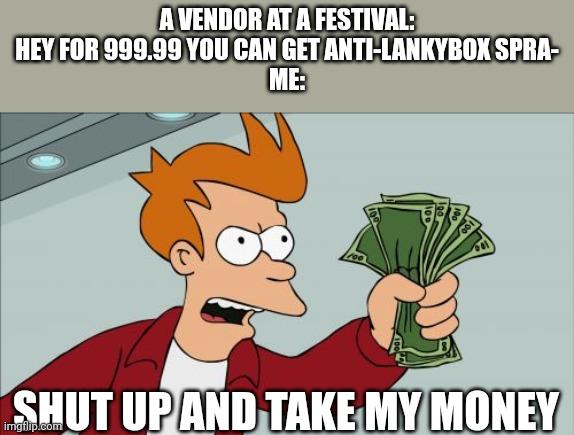 A VENDOR AT A FESTIVAL:
HEY FOR 999.99 YOU CAN GET ANTI-LANKYBOX SPRA-
ME:
SHUT UP AND TAKE MY MONEY
imgflip.com